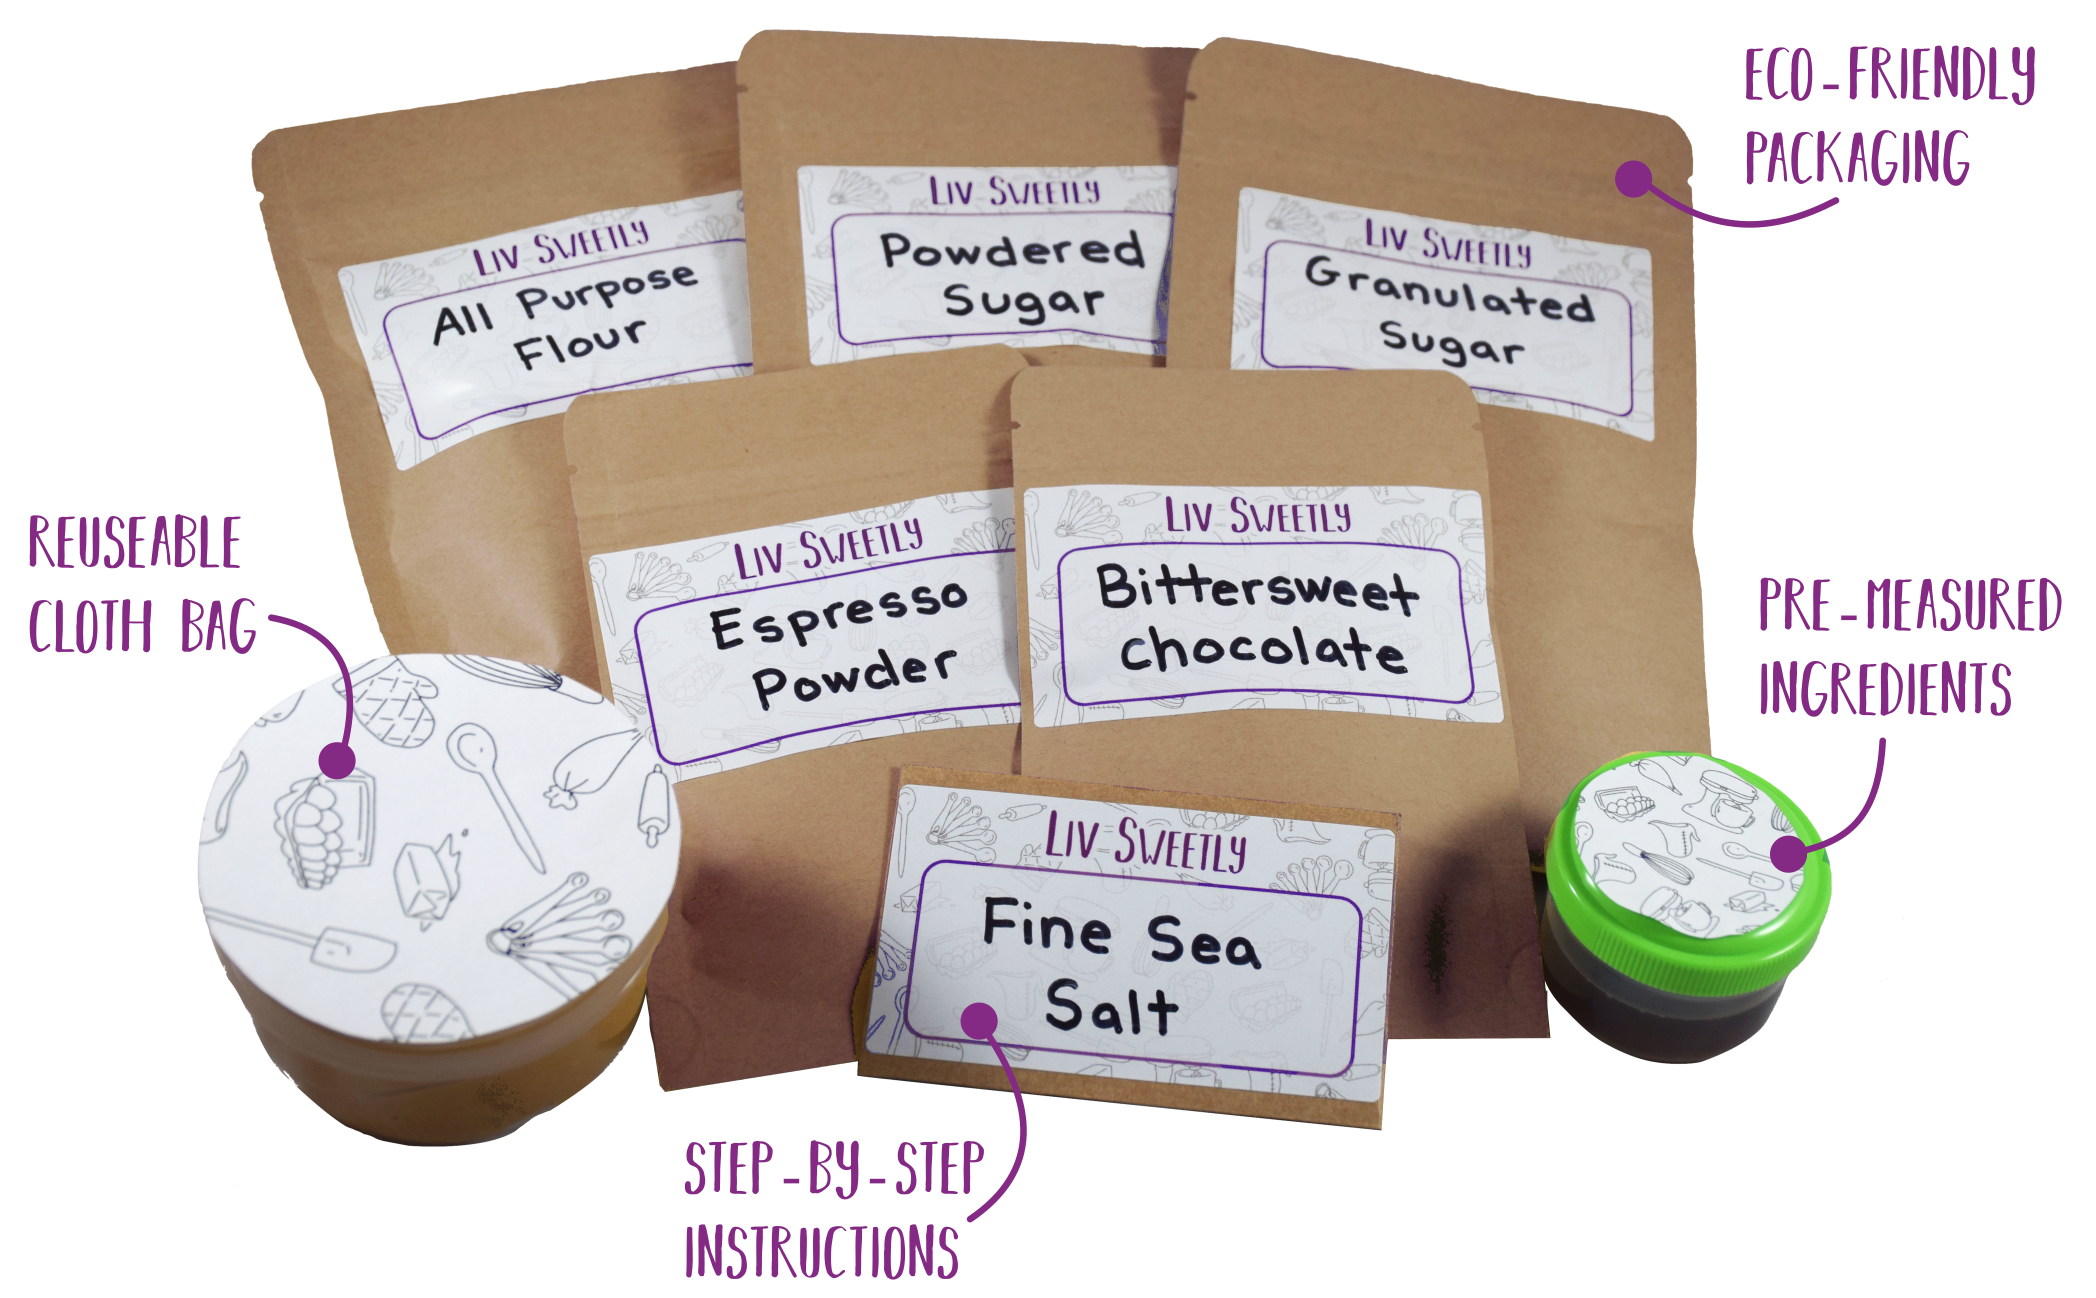 ECO-FRIENDLY
PACKAGING
LIV SWEETLY
All Purpose
Flour
LIV SWEETLY
Powdered
Sugar
LIV SWEETLY
Granulated
Sugar
REUSEABLE
CLOTH BAG
LIV SWEETLY
Espresso
Powder
LIV SWEETLY
Bittersweet
chocolate
PRE-MEASURED
INGREDIENTS
LIV SWEETLY
Fine Sea
Salt
STEP-BY-STEP
INSTRUCTIONS